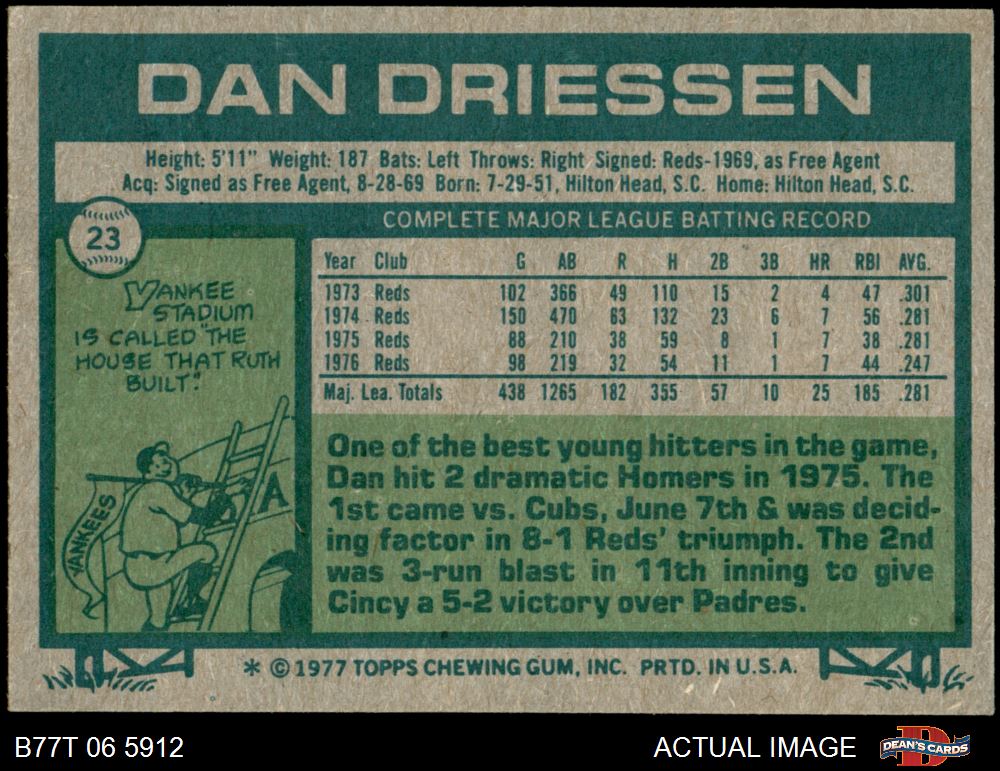 DAN DRIESSEN
Height: 5'11" Weight: 187 Bats: Left Throws: Right Signed: Reds-1969, as Free Agent
Acq: Signed as Free Agent, 8-28-69 Born: 7-29-51, Hilton Head, S.C. Home: Hilton Head, S.C.
23
YANKEE
STADIUM
IS CALLED "THE
HOUSE THAT RUTH
BUILT."
YANKEES
A
COMPLETE MAJOR LEAGUE BATTING RECORD
Year Club G AB R H 2B 3B HR RBI AVG.
1973 Reds 102 366 49 110 15 2 4 47 .301
1974 Reds 150 470 63 132 23 6 7 56 .281
1975 Reds 88 210 38 59 8 1 7 38 .281
1976 Reds 98 219 32 54 11 1 7 44 .247
Maj. Lea. Totals 438 1265 182 355 57 10 25 185 .281
One of the best young hitters in the game,
Dan hit 2 dramatic Homers in 1975. The
1st came vs. Cubs, June 7th & was decid-
ing factor in 8-1 Reds' triumph. The 2nd
was 3-run blast in 11th inning to give
Cincy a 5-2 victory over Padres.
* © 1977 TOPPS CHEWING GUM, INC. PRTD. IN U.S.A.
B77T 06 5912
ACTUAL IMAGE
DEAN'S CARDS